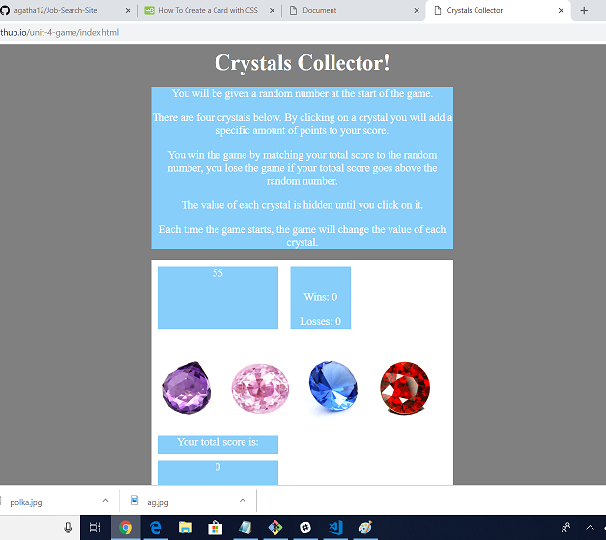 agatha12/Job-Search-Site
How To Create a Card with CSS
Document
Crystals Collector
thub.io/unit-4-game/index.html
Crystals Collector!
You will be given a random number at the start of the game.
There are four crystals below. By clicking on a crystal you will add a
specific amount of points to your score.
You win the game by matching your total score to the random
number, you lose the game if your totoal score goes above the
random number.
The value of each crystal is hidden until you click on it.
Each time the game starts, the game will change the value of each
crystal.
55
Wins: 0
Losses: 0
Your total score is:
0
polka.jpg
ag.jpg